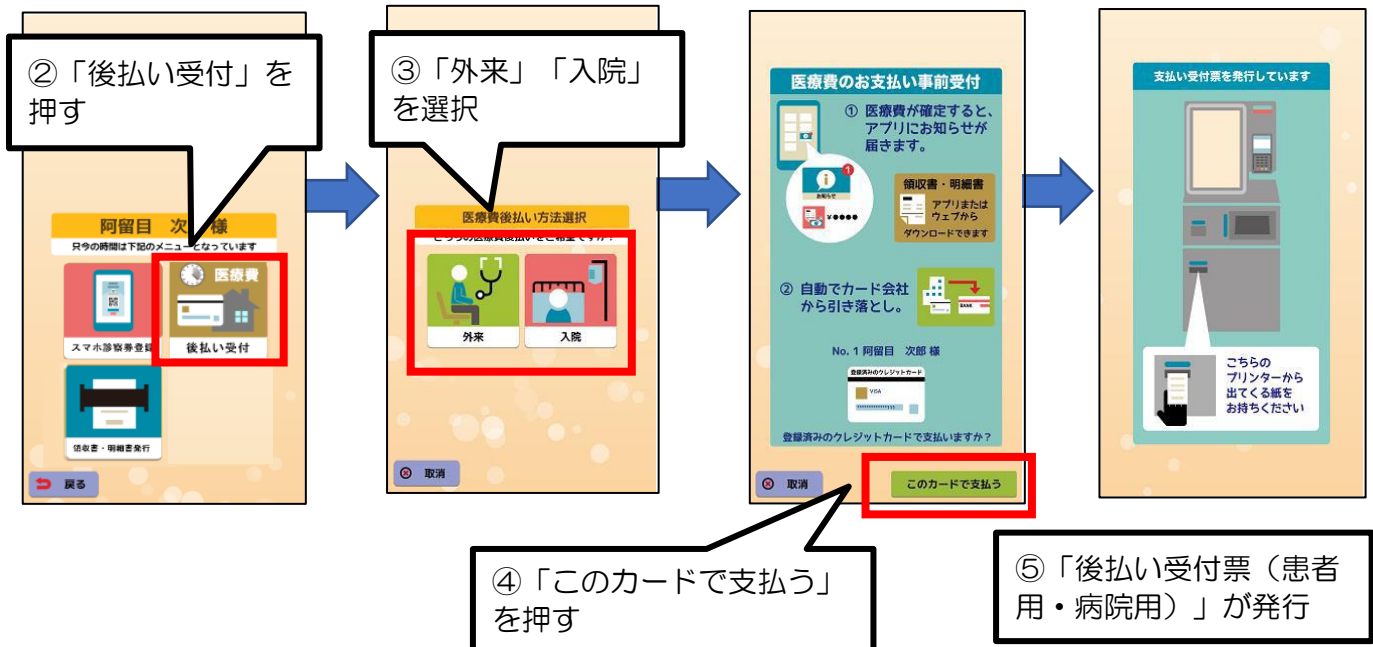 ②「後払い受付」を
押す
阿留目 次 様
只今の時間は下記のメニューとなっています
スマホ診察券登録
医療費
後払い受付
領収書・明細書発行
戻る
③「外来」「入院」
を選択
医療費後払い方法選択
外来
入院
取消
医療費のお支払い事前受付
① 医療費が確定すると、
アプリにお知らせが
届きます。
1
お知らせ
¥●●●●
領収書・明細書
アプリまたは
ウェブから
ダウンロードできます
② 自動でカード会社
から引き落とし。
BANK
No. 1 阿留目 次郎 様
登録済みのクレジットカード
VISA
登録済みのクレジットカードで支払いますか？
取消
このカードで支払う
④「このカードで支払う」
を押す
支払い受付票を発行しています
こちらの
プリンターから
出てくる紙を
お持ちください
⑤「後払い受付票（患者
用・病院用）」が発行